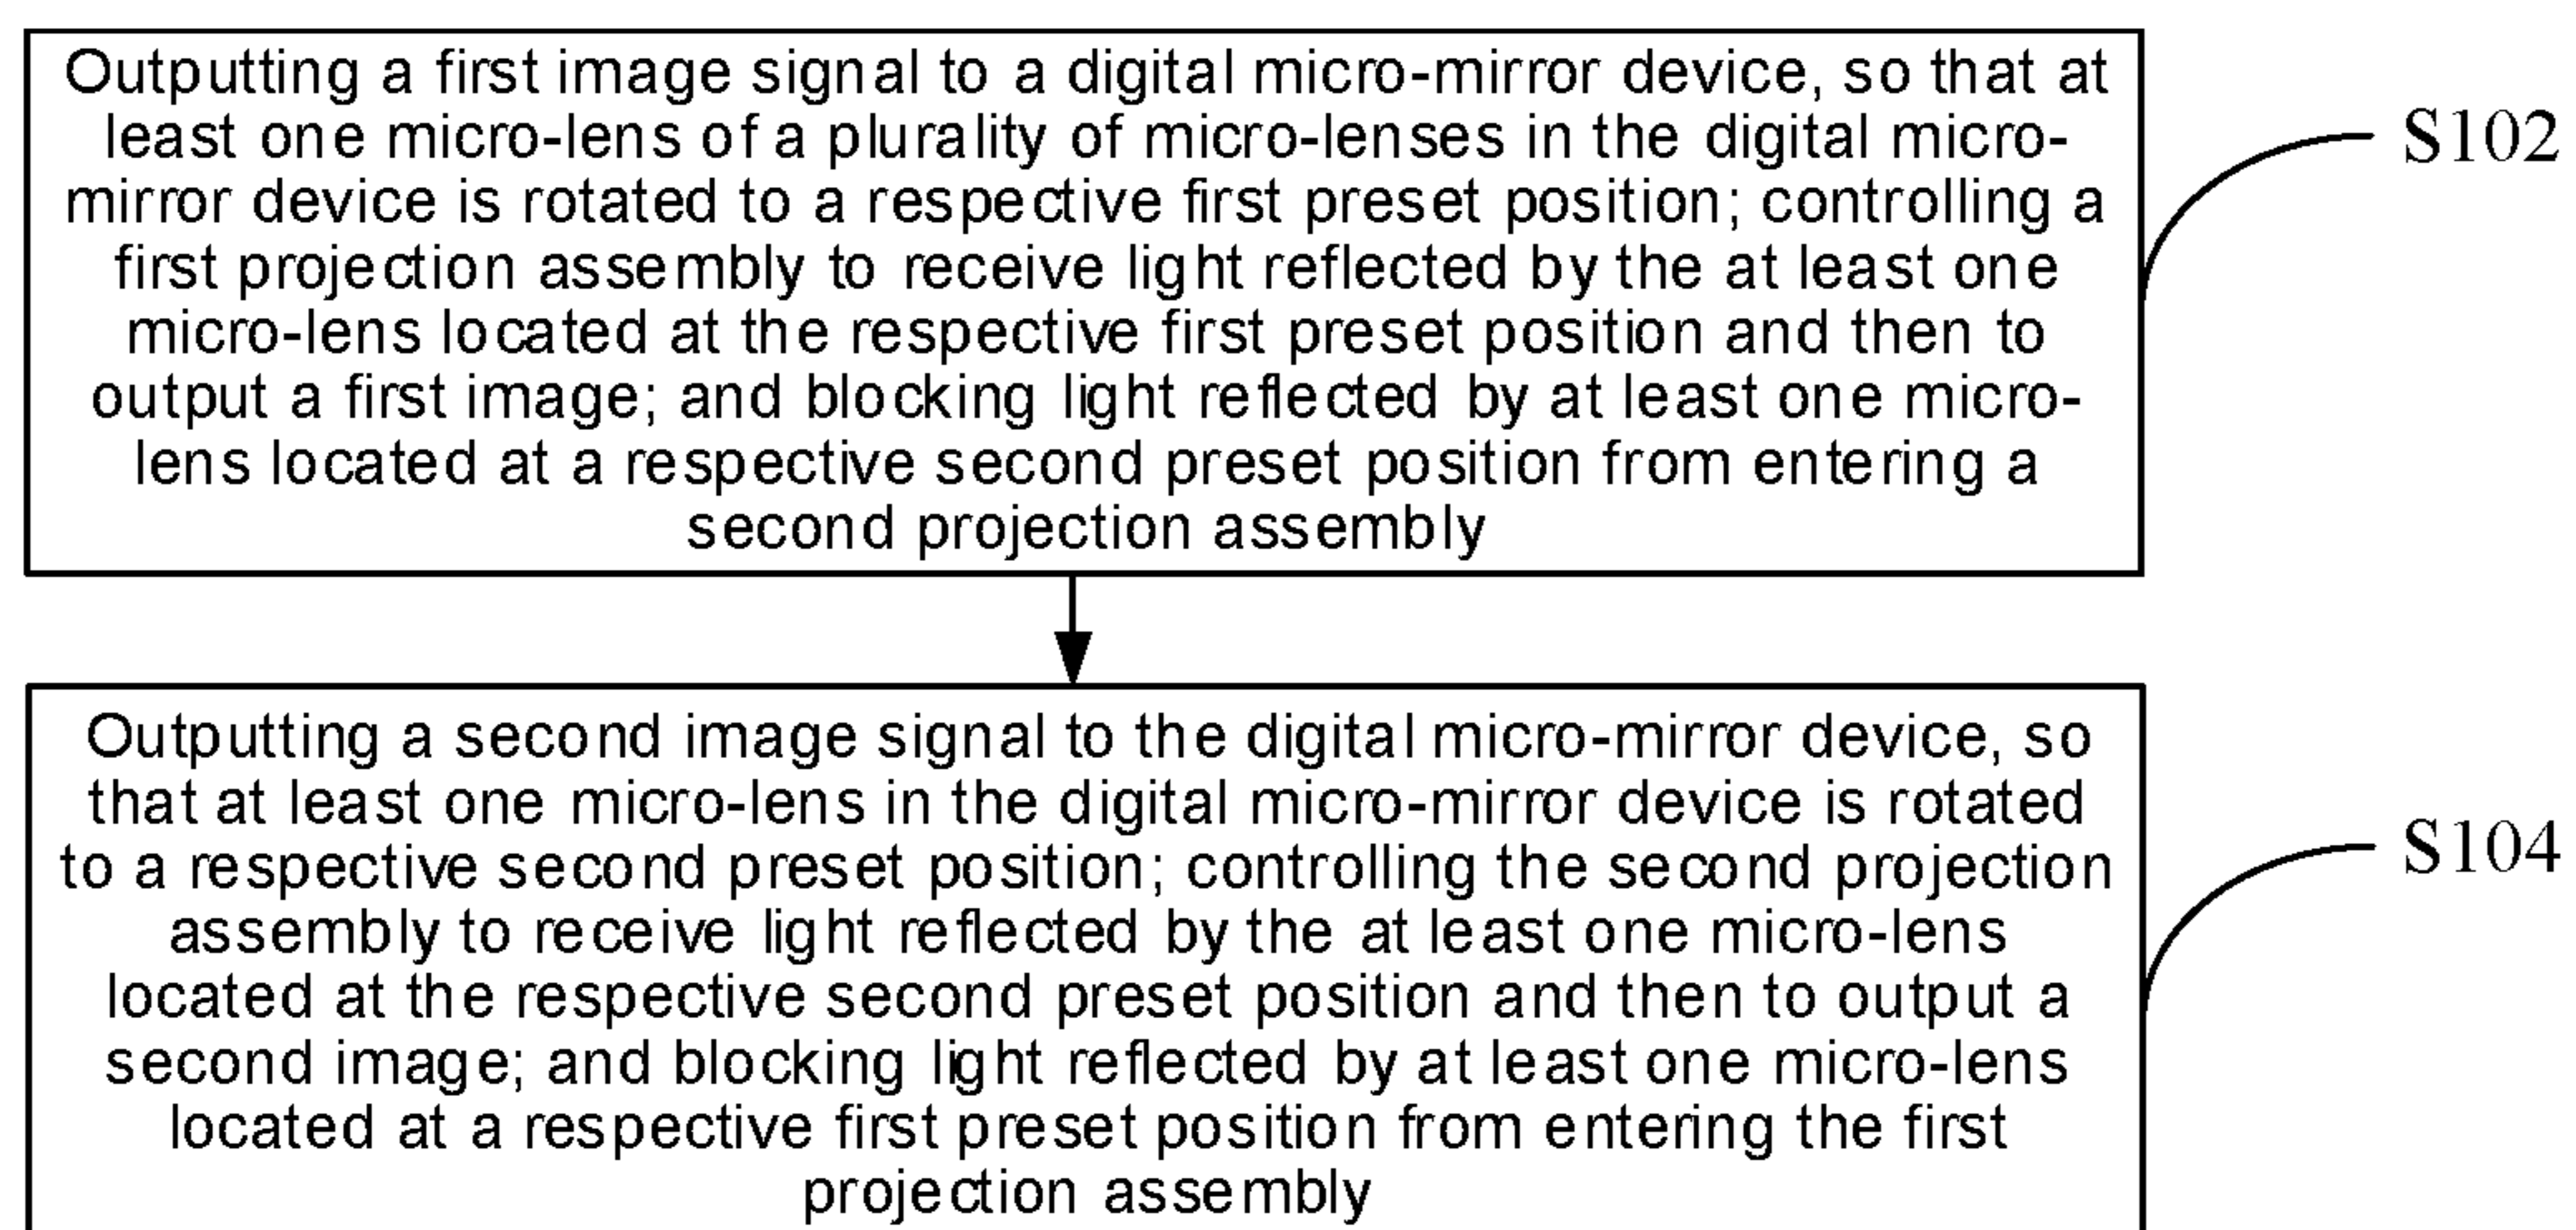 Outputting a first image signal to a digital micro-mirror device, so that at
least one micro-lens of a plurality of micro-lenses in the digital micro-
mirror device is rotated to a respective first preset position; controlling a
first projection assembly to receive light reflected by the at least one
micro-lens located at the respective first preset position and then to
output a first image; and blocking light reflected by at least one micro-
lens located at a respective second preset position from entering a
second projection assembly
S102
Outputting a second image signal to the digital micro-mirror device, so
that at least one micro-lens in the digital micro-mirror device is rotated
to a respective second preset position; controlling the second projection
assembly to receive light reflected by the at least one micro-lens
located at the respective second preset position and then to output a
second image; and blocking light reflected by at least one micro-lens
located at a respective first preset position from entering the first
projection assembly
S104